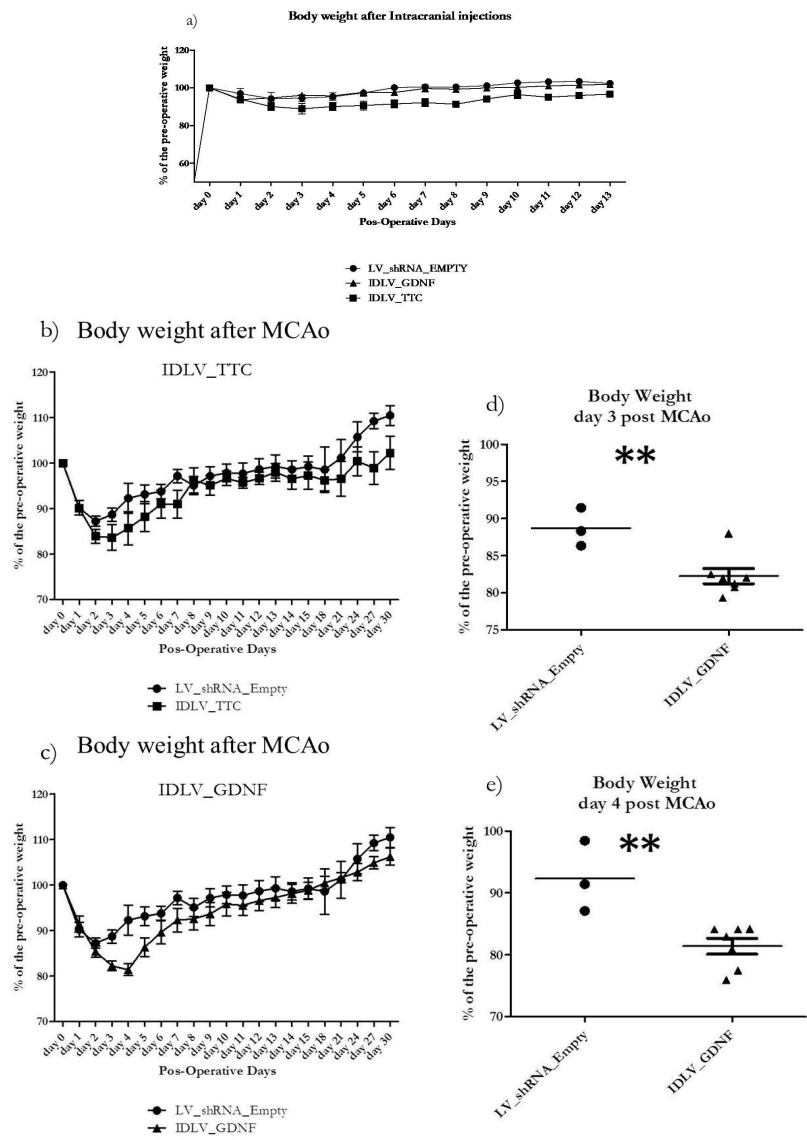 a)
Body weight after Intracranial injections
% of the pre-operative weight
120
100
80
60
day 0
day 1
day 2
day 3
day 4
day 5
day 6
day 7
day 8
day 9
day 10
day 11
day 12
day 13
Pos-Operative Days
LV_shRNA_EMPTY
IDLV_GDNF
IDLV_TTC
b) Body weight after MCAo
IDLV_TTC
% of the pre-operative weight
120
110
100
90
80
70
day 0
day 1
day 2
day 3
day 4
day 5
day 6
day 7
day 8
day 9
day 10
day 11
day 12
day 13
day 14
day 15
day 18
day 21
day 24
day 27
day 30
Pos-Operative Days
LV_shRNA_Empty
IDLV_TTC
c) Body weight after MCAo
IDLV_GDNF
% of the pre-operative weight
120
110
100
90
80
70
day 0
day 1
day 2
day 3
day 4
day 5
day 6
day 7
day 8
day 9
day 10
day 11
day 12
day 13
day 14
day 15
day 18
day 21
day 24
day 27
day 30
Pos-Operative Days
LV_shRNA_Empty
IDLV_GDNF
d)
Body Weight
day 3 post MCAo
**
% of the pre-operative weight
100
95
90
85
80
75
LV_shRNA_Empty
IDLV_GDNF
e)
Body Weight
day 4 post MCAo
**
% of the pre-operative weight
100
90
80
70
LV_shRNA_Empty
IDLV_GDNF